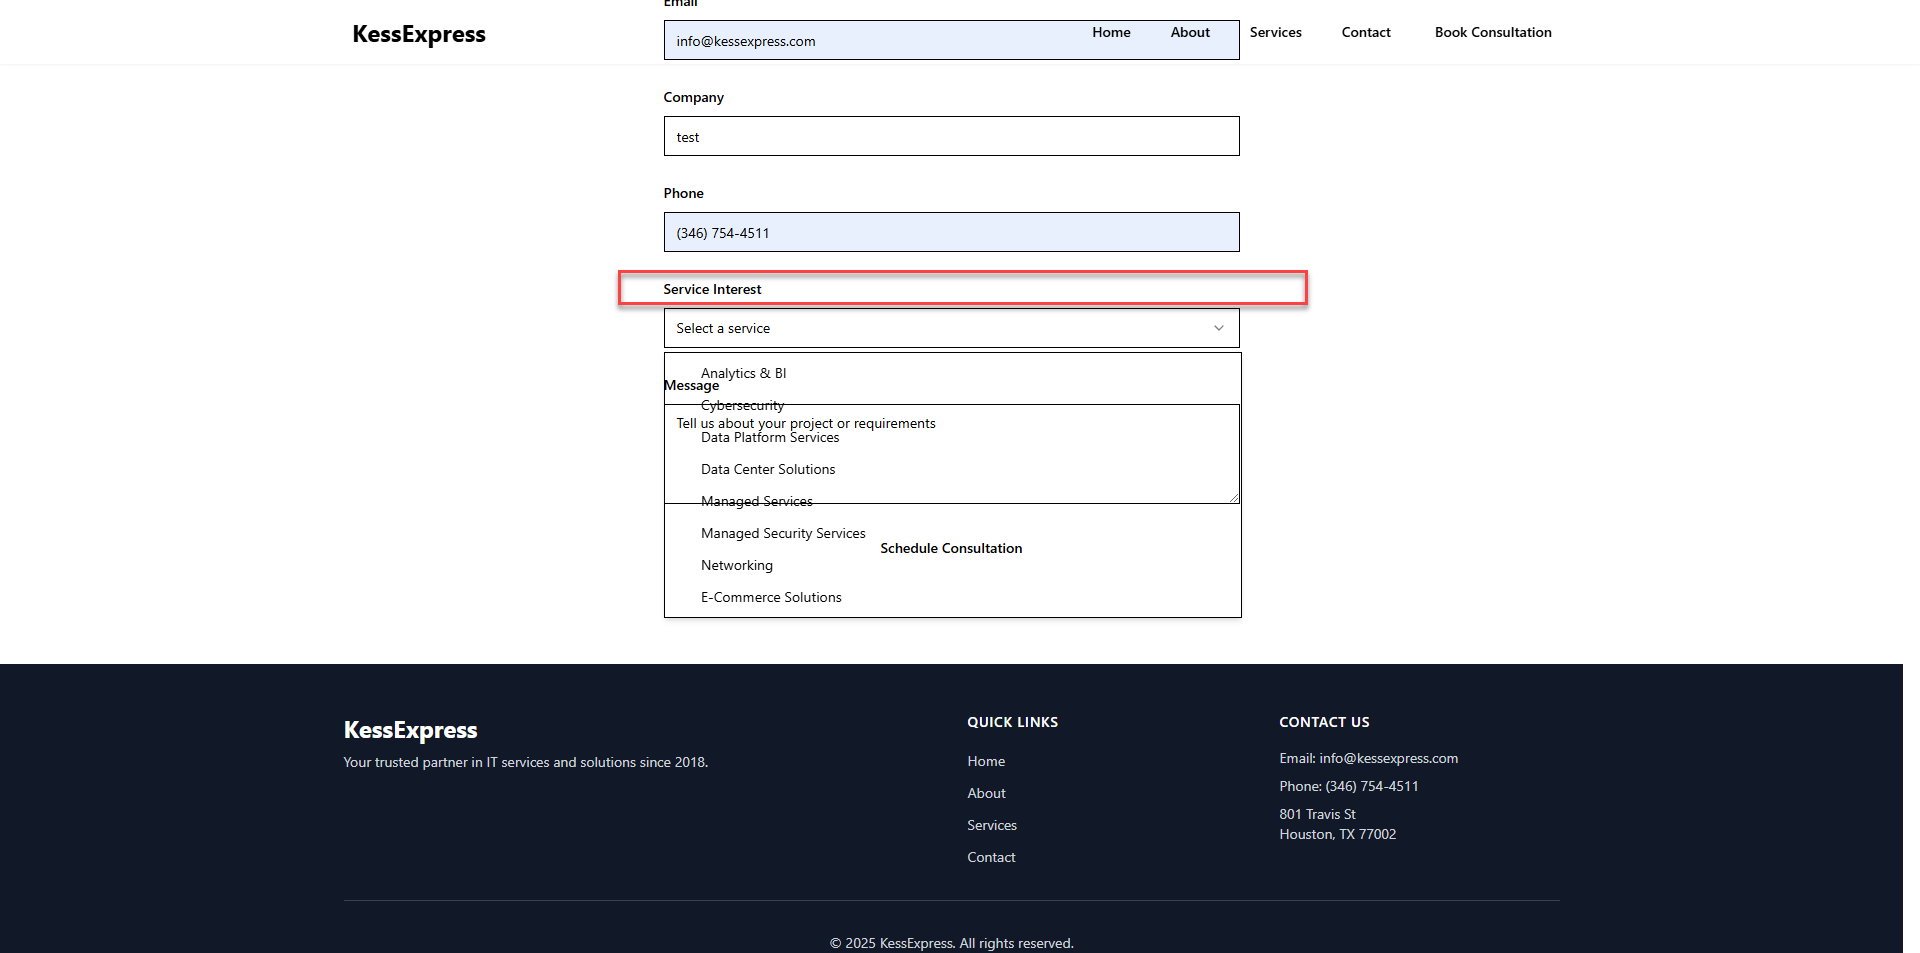 Email
KessExpress
info@kessexpress.com
Home
About
Services
Contact
Book Consultation
Company
test
Phone
(346) 754-4511
Service Interest
Select a service
Analytics & BI
Message
Cybersecurity
Tell us about your project or requirements
Data Platform Services
Data Center Solutions
Managed Services
Managed Security Services
Schedule Consultation
Networking
E-Commerce Solutions
KessExpress
Your trusted partner in IT services and solutions since 2018.
QUICK LINKS
Home
About
Services
Contact
CONTACT US
Email: info@kessexpress.com
Phone: (346) 754-4511
801 Travis St
Houston, TX 77002
© 2025 KessExpress. All rights reserved.